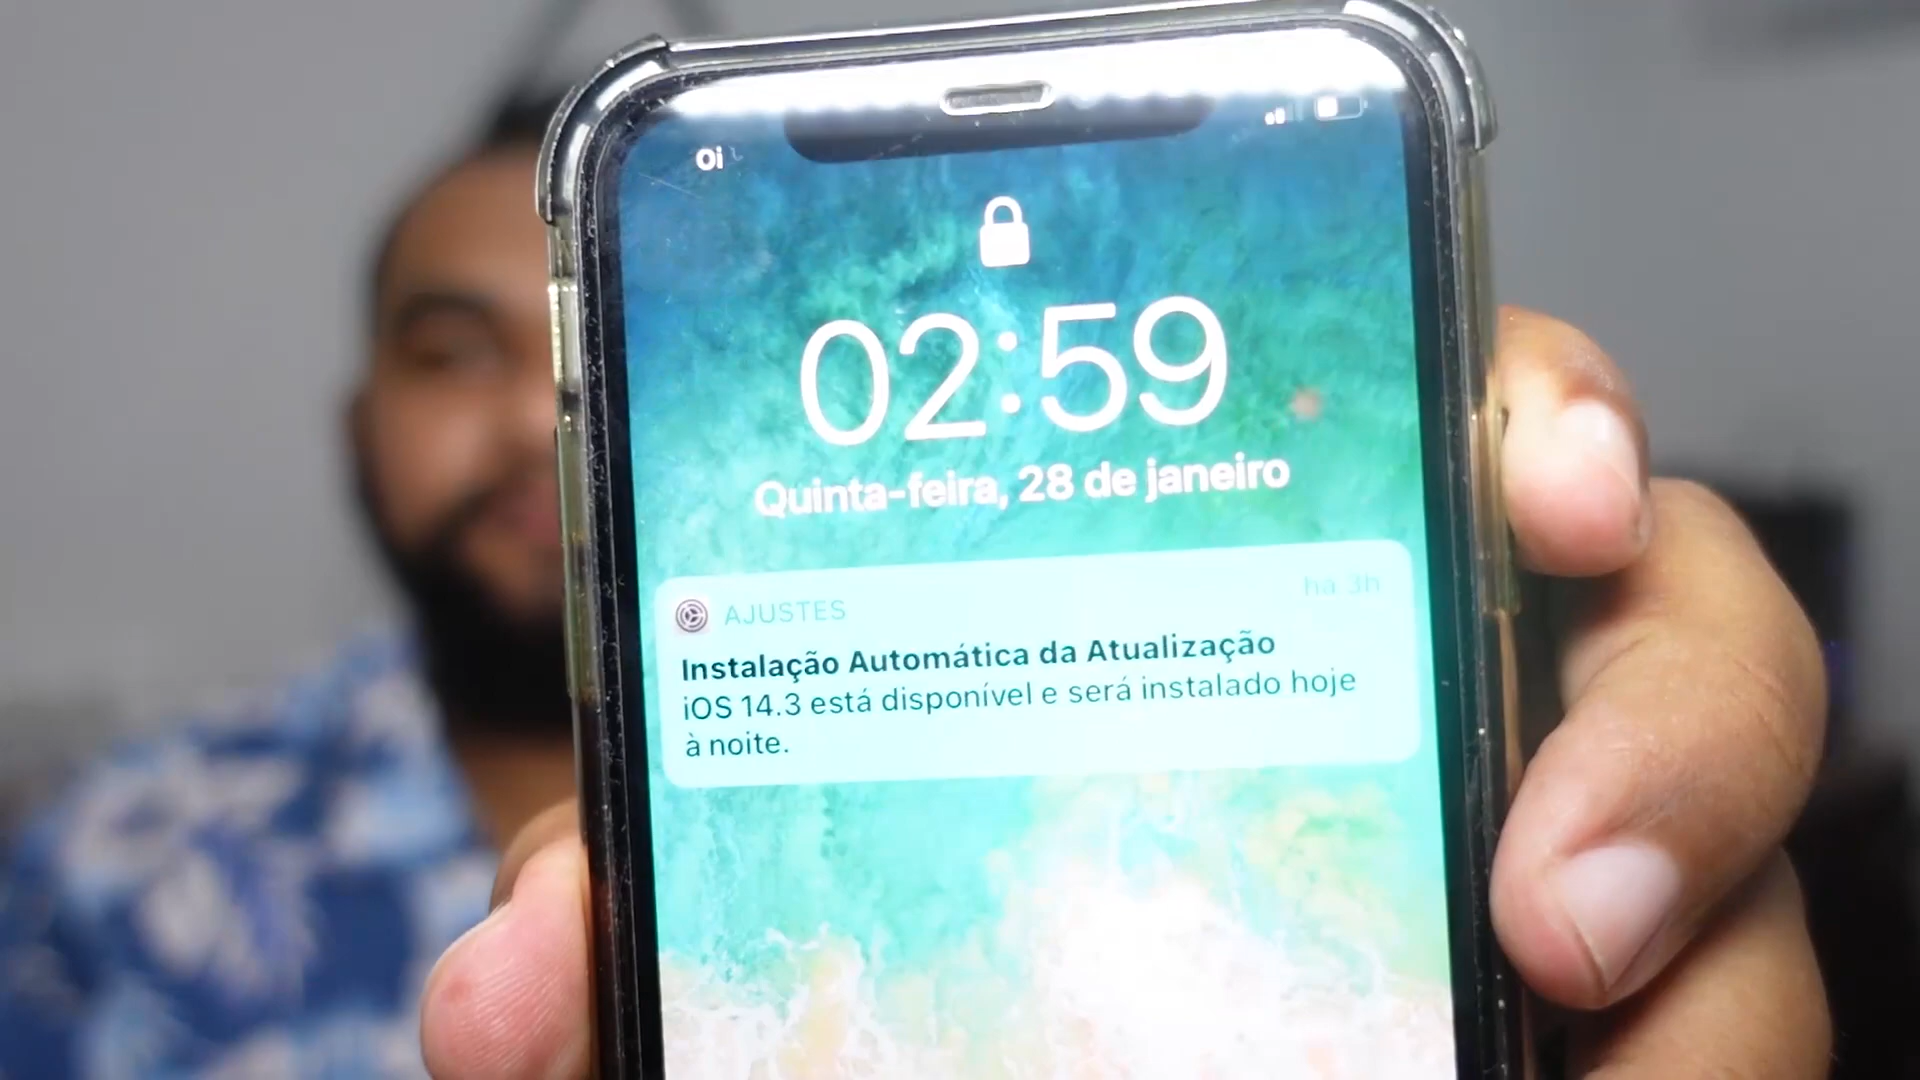 Oi
02:59
Quinta-feira, 28 de janeiro
AJUSTES
há 3h
Instalação Automática da Atualização
iOS 14.3 está disponível e será instalado hoje
à noite.